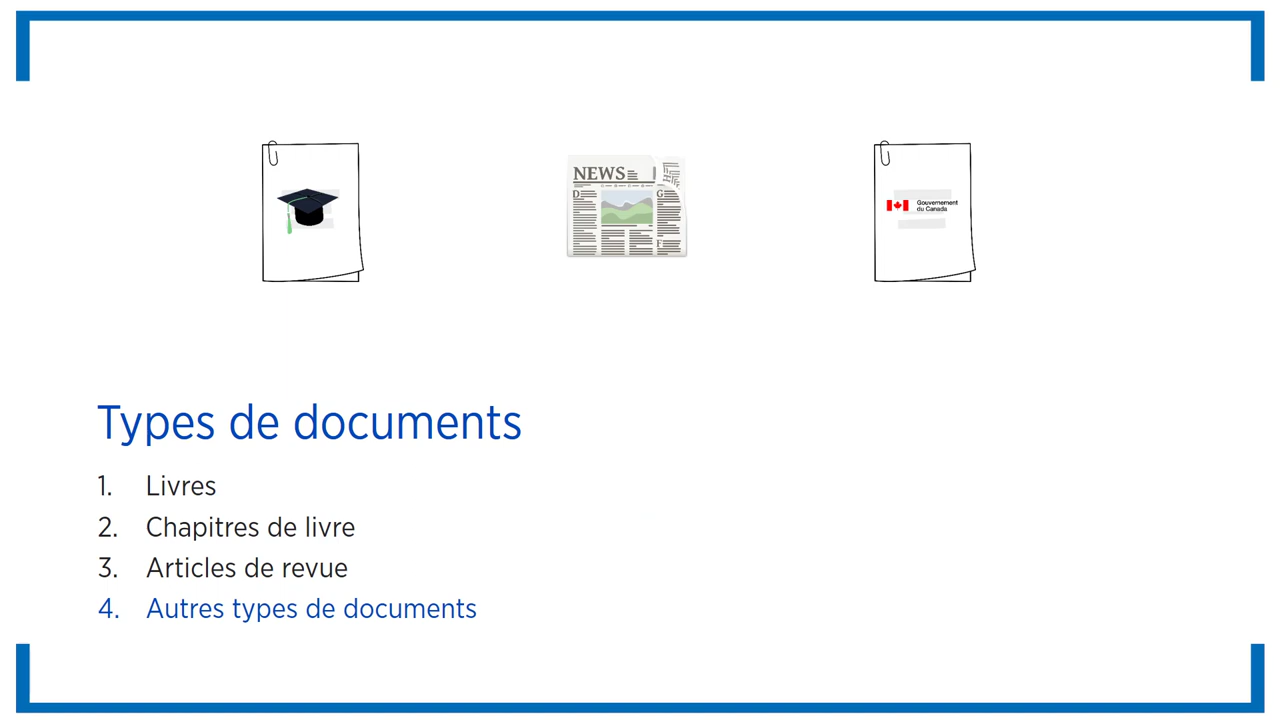 NEWS
Gouvernement
du Canada
Types de documents
1. Livres
2. Chapitres de livre
3. Articles de revue
4. Autres types de documents